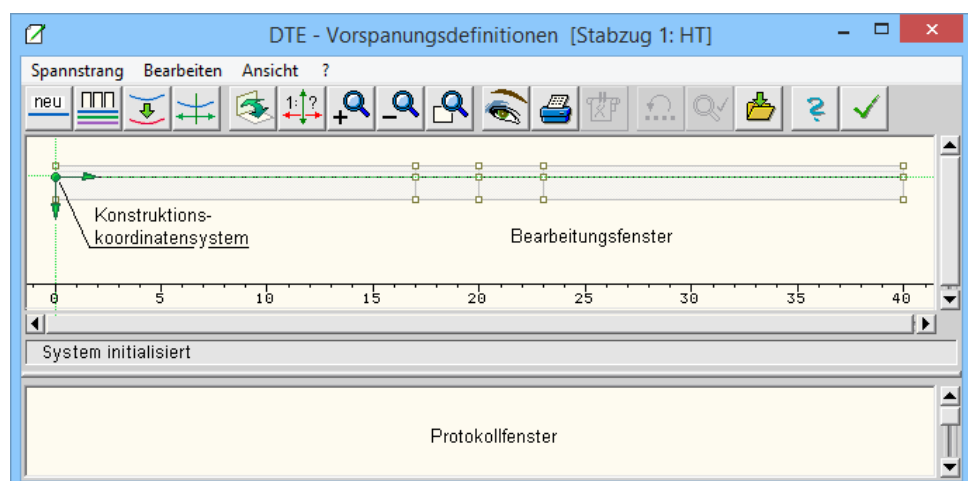 DTE - Vorspanungsdefinitionen [Stabzug 1: HT]
Spannstrang Bearbeiten Ansicht ?
neu 1:?
Konstruktions-
koordinatensystem
Bearbeitungsfenster
0 5 10 15 20 25 30 35 40
System initialisiert
Protokollfenster